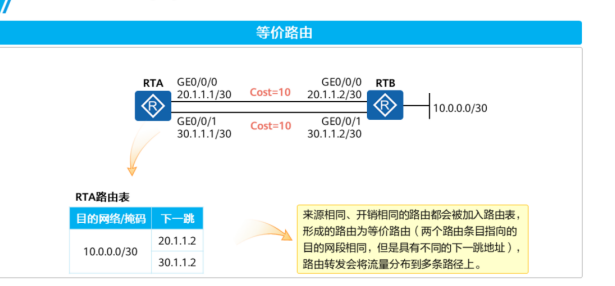 等价路由
RTA GE0/0/0 GE0/0/0 RTB
20.1.1.1/30 Cost=10 20.1.1.2/30
R R 10.0.0.0/30
GE0/0/1 Cost=10 GE0/0/1
30.1.1.1/30 30.1.1.2/30
RTA路由表
目的网络/掩码 下一跳
10.0.0.0/30 20.1.1.2
30.1.1.2
来源相同、开销相同的路由都会被加入路由表，
形成的路由为等价路由（两个路由条目指向的
目的网段相同，但是具有不同的下一跳地址），
路由转发会将流量分布到多条路径上。